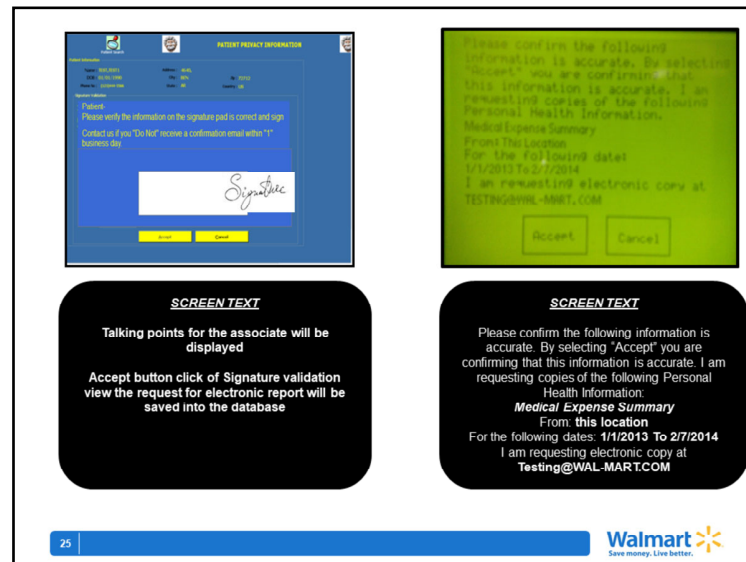 PATIENT PRIVACY INFORMATION
Patient Information
Signature Validation
Patient-
Please verify the information on the signature pad is correct and sign
Contact us if you "Do Not" receive a confirmation email within "1"
business day.
Signature
Accept
Cancel
Please confirm the following
information is accurate. By selecting
"Accept" you are confirming that
this information is accurate. I am
requesting copies of the following
Personal Health Information.
Medical Expense Summary
From: This Location
For the following date:
1/1/2013 To 2/7/2014
I am requesting electronic copy at
TESTING@WAL-MART.COM
Accept
Cancel
SCREEN TEXT
Talking points for the associate will be
displayed
Accept button click of Signature validation
view the request for electronic report will be
saved into the database
SCREEN TEXT
Please confirm the following information is
accurate. By selecting "Accept" you are
confirming that this information is accurate. I am
requesting copies of the following Personal
Health Information:
Medical Expense Summary
From: this location
For the following dates: 1/1/2013 To 2/7/2014
I am requesting electronic copy at
Testing@WAL-MART.COM
25
Walmart
Save money. Live better.